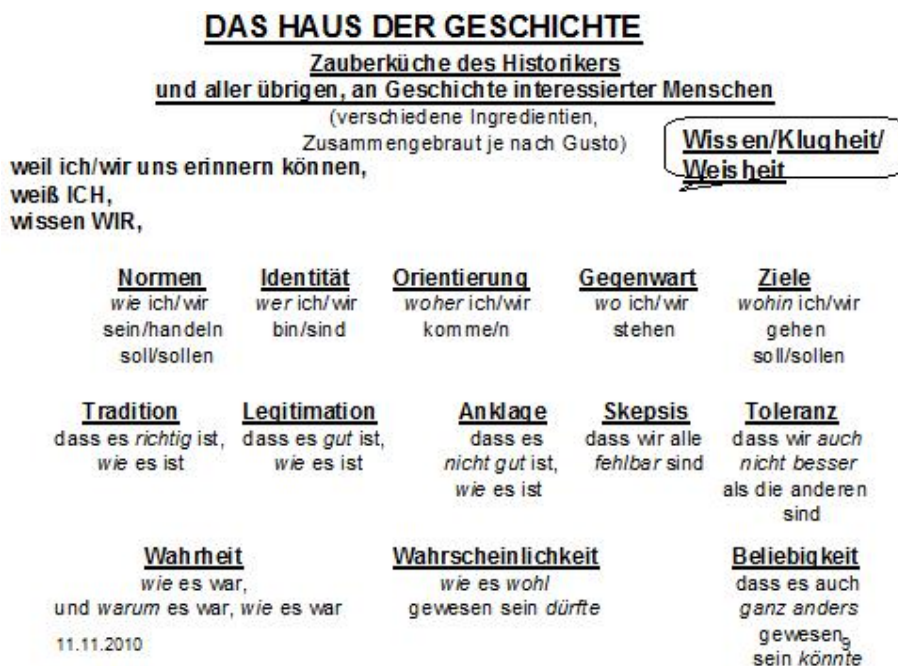 DAS HAUS DER GESCHICHTE
Zauberküche des Historikers
und aller übrigen, an Geschichte interessierter Menschen
(verschiedene Ingredientien,
Zusammengebraut je nach Gusto)
Wissen/Klugheit/
Weisheit
weil ich/wir uns erinnern können,
weiß ICH,
wissen WIR,
Normen
wie ich/wir
sein/handeln
soll/sollen
Identität
wer ich/wir
bin/sind
Orientierung
woher ich/wir
komme/n
Gegenwart
wo ich/wir
stehen
Ziele
wohin ich/wir
gehen
soll/sollen
Tradition
dass es richtig ist,
wie es ist
Legitimation
dass es gut ist,
wie es ist
Anklage
dass es
nicht gut ist,
wie es ist
Skepsis
dass wir alle
fehlbar sind
Toleranz
dass wir auch
nicht besser
als die anderen
sind
Wahrheit
wie es war,
und warum es war, wie es war
Wahrscheinlichkeit
wie es wohl
gewesen sein dürfte
Beliebigkeit
dass es auch
ganz anders
gewesen
sein könnte
11.11.2010
9